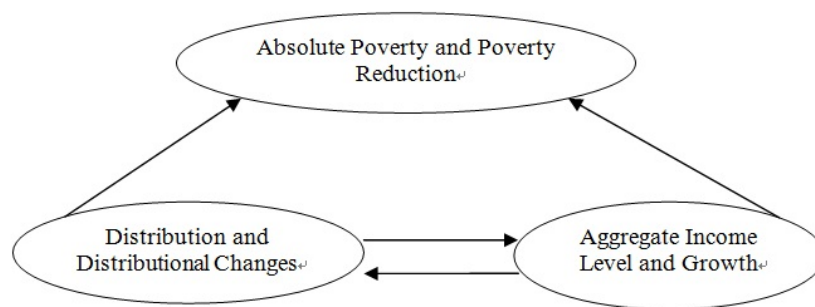 Absolute Poverty and Poverty
Reduction↵
Distribution and
Distributional Changes↵
Aggregate Income
Level and Growth↵